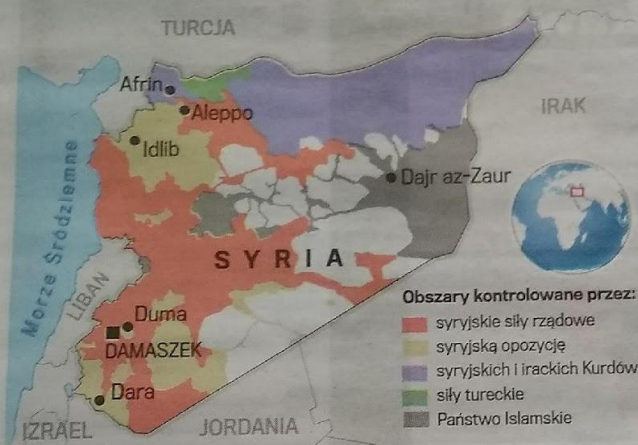 TURCJA
Afrin
Aleppo
IRAK
Idlib
Dajr az-Zaur
Morze Śródziemne
SYRIA
LIBAN
Obszary kontrolowane przez:
syryjskie siły rządowe
syryjską opozycję
syryjskich i irackich Kurdów
siły tureckie
Państwo Islamskie
Duma
DAMASZEK
Dara
IZRAEL
JORDANIA